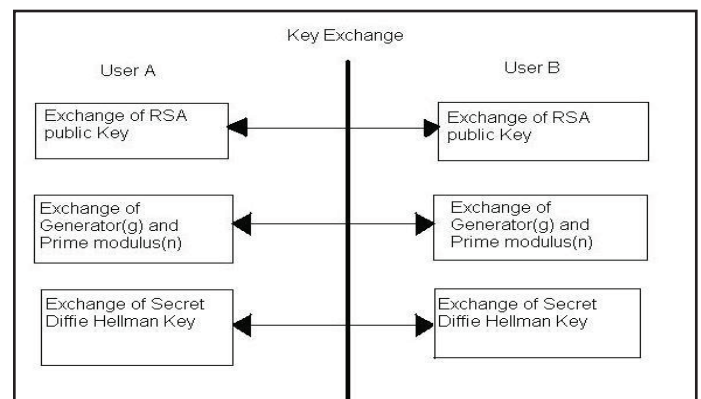 Key Exchange
User A
User B
Exchange of RSA
public Key
Exchange of RSA
public Key
Exchange of
Generator(g) and
Prime modulus(n)
Exchange of
Generator(g) and
Prime modulus(n)
Exchange of Secret
Diffie Hellman Key
Exchange of Secret
Diffie Hellman Key